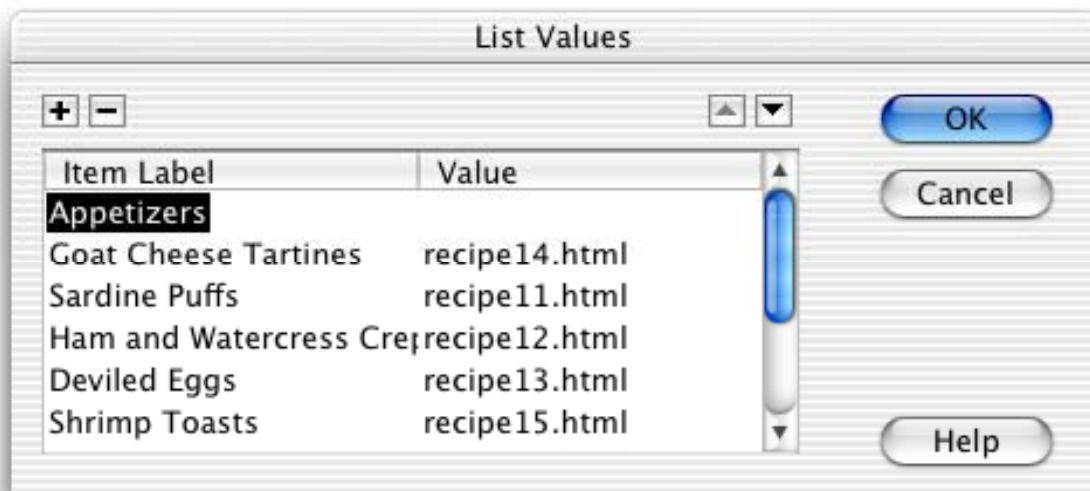 List Values
OK
Item Label Value
Cancel
Appetizers
Goat Cheese Tartines recipe14.html
Sardine Puffs recipe11.html
Ham and Watercress recipe12.html
Deviled Eggs recipe13.html
Shrimp Toasts recipe15.html
Help